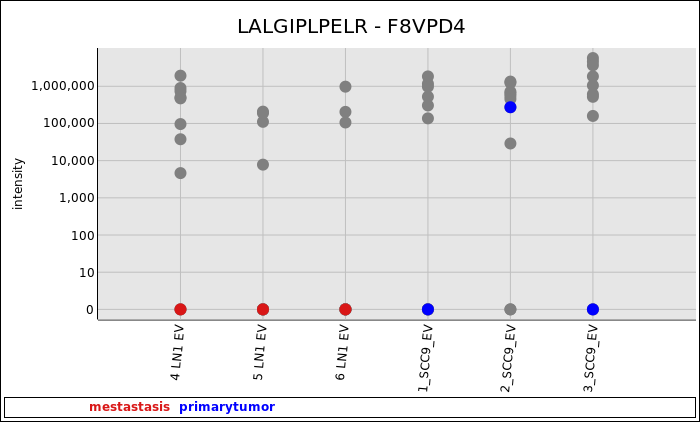 LALGIPLPELR - F8VPD4
intensity
1,000,000
100,000
10,000
1,000
100
10
0
4 LN1 EV
5 LN1 EV
6 LN1 EV
1_SCC9_EV
2_SCC9_EV
3_SCC9_EV
mestastasis primarytumor